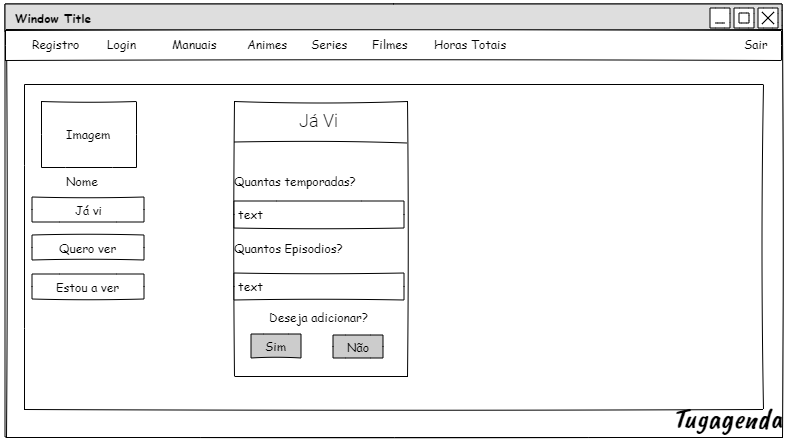 Window Title
Registro Login Manuais Animes Series Filmes Horas Totais Sair
Imagem
Nome
Já vi
Quero ver
Estou a ver
Já Vi
Quantas temporadas?
text
Quantos Episodios?
text
Deseja adicionar?
Sim Não
Tugagenda